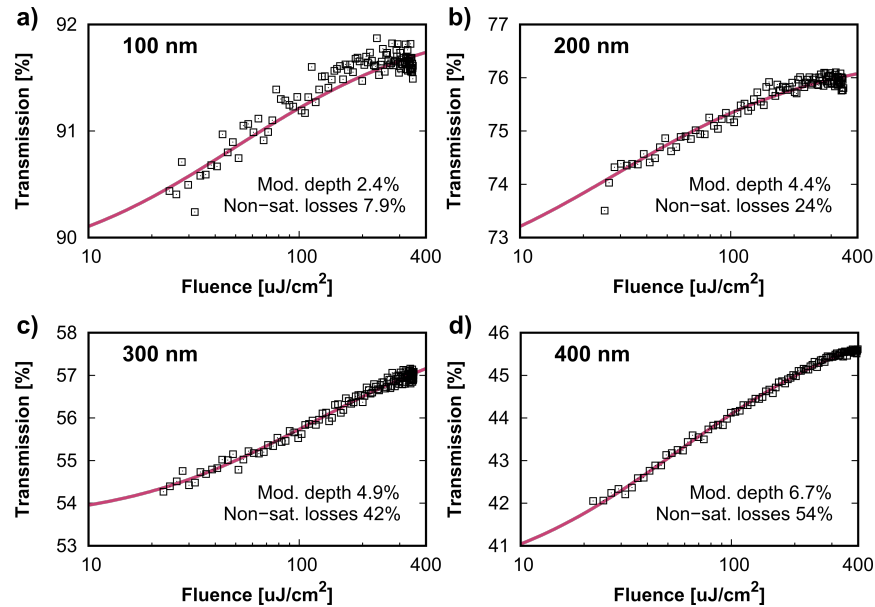 a)
100 nm
Transmission [%]
92
91
90
Mod. depth 2.4%
Non−sat. losses 7.9%
10
100
400
Fluence [uJ/cm²]
b)
200 nm
Transmission [%]
77
76
75
74
73
Mod. depth 4.4%
Non−sat. losses 24%
10
100
400
Fluence [uJ/cm²]
c)
300 nm
Transmission [%]
58
57
56
55
54
53
Mod. depth 4.9%
Non−sat. losses 42%
10
100
400
Fluence [uJ/cm²]
d)
400 nm
Transmission [%]
46
45
44
43
42
41
Mod. depth 6.7%
Non−sat. losses 54%
10
100
400
Fluence [uJ/cm²]